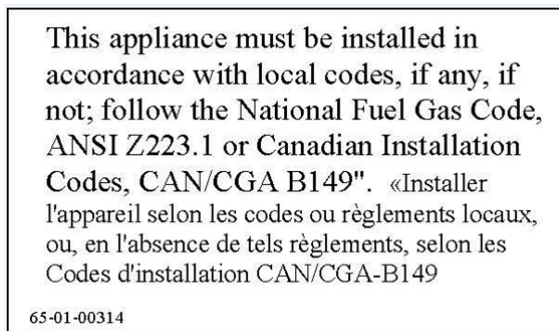 This appliance must be installed in
accordance with local codes, if any, if
not; follow the National Fuel Gas Code,
ANSI Z223.1 or Canadian Installation
Codes, CAN/CGA B149". «Installer
l'appareil selon les codes ou règlements locaux,
ou, en l'absence de tels règlements, selon les
Codes d'installation CAN/CGA-B149
65-01-00314